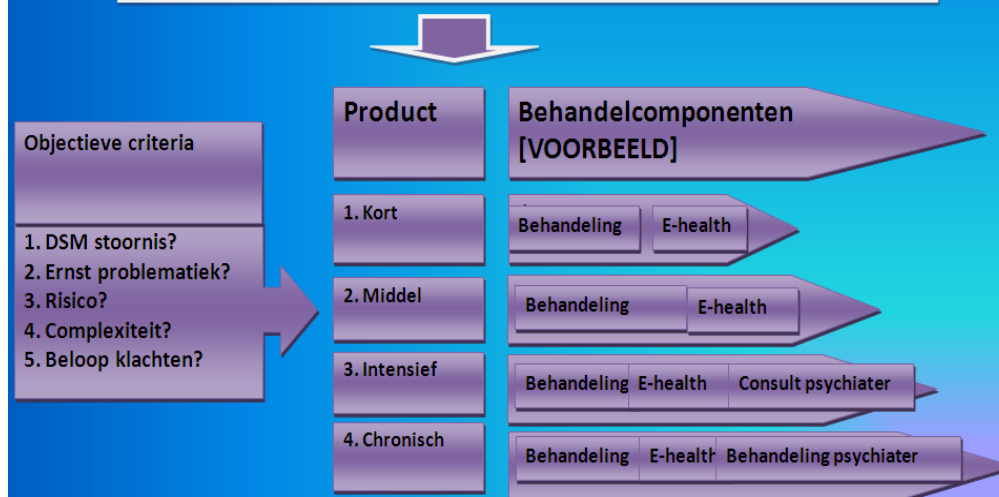 Objectieve criteria
1. DSM stoornis?
2. Ernst problematiek?
3. Risico?
4. Complexiteit?
5. Beloop klachten?
Product
Behandelcomponenten
[VOORBEELD]
1. Kort
Behandeling
E-health
2. Middel
Behandeling
E-health
3. Intensief
Behandeling
E-health
Consult psychiater
4. Chronisch
Behandeling
E-health
Behandeling psychiater